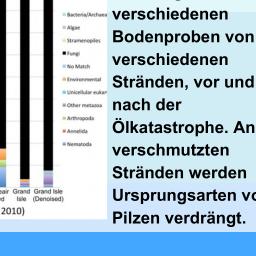 verschiedenen
Bodenproben von
verschiedenen
Stränden, vor und
nach der
Ölkatastrophe. An
verschmutzten
Stränden werden
Ursprungsarten vo
Pilzen verdrängt.
Bacteria/Archaea
Algae
Stramenopiles
Fungi
No Match
Environmental
Unicellular eukar
Other metazoa
Arthropoda
Annelida
Nematoda
Grand
Isle
Grand Isle
(Denoised)
2010)